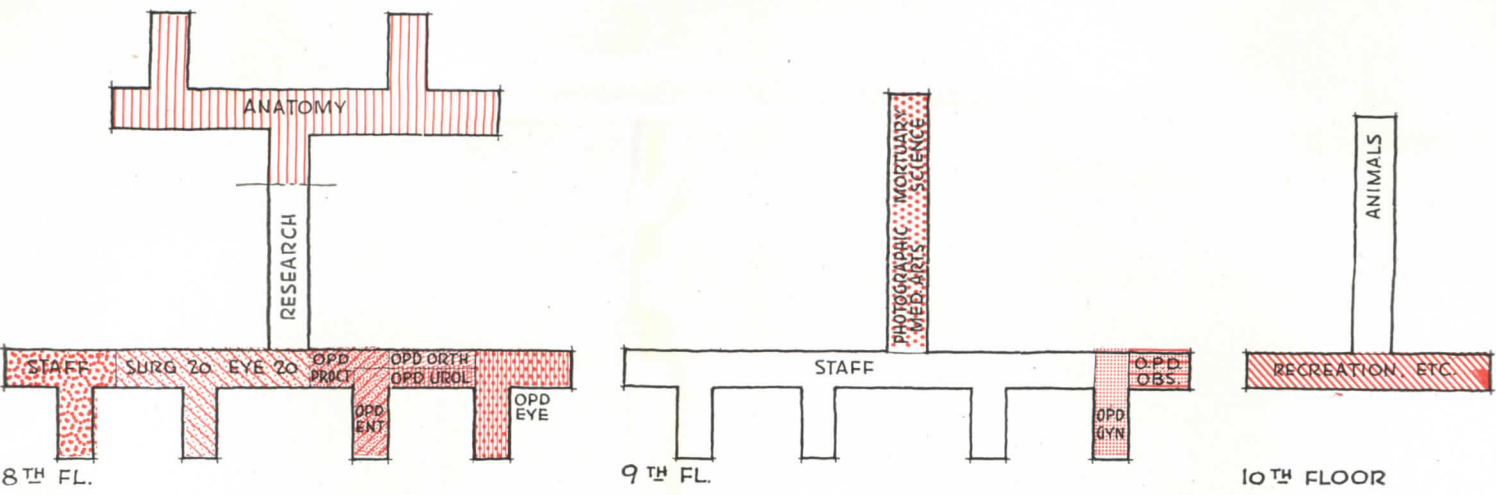 ANATOMY
RESEARCH
STAFF
SURG 20 EYE 20
OPD
PROCT
OPD ORTH
OPD UROL
OPD
ENT
OPD
EYE
8TH FL.
PHOTOGRAPHIC MORTUARY
MED. ARTS SCIENCE
STAFF
O.P.D.
OBS.
OPD
GYN
9TH FL.
ANIMALS
RECREATION. ETC.
10TH FLOOR